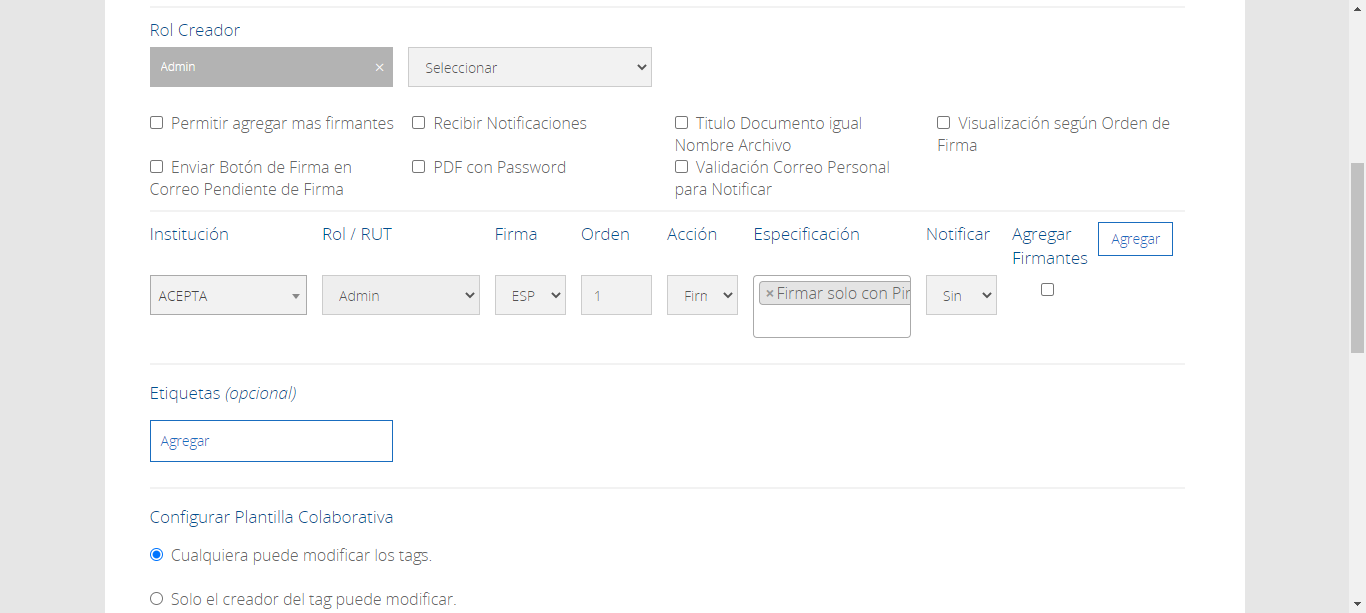 Rol Creador
Admin × Seleccionar
Permitir agregar mas firmantes Recibir Notificaciones Titulo Documento igual Nombre Archivo Visualización según Orden de Firma
Enviar Botón de Firma en Correo Pendiente de Firma PDF con Password Validación Correo Personal para Notificar
Institución Rol / RUT Firma Orden Acción Especificación Notificar Agregar Firmantes Agregar
ACEPTA Admin ESP 1 Firn × Firmar solo con Pir Sin
Etiquetas (opcional)
Agregar
Configurar Plantilla Colaborativa
Cualquiera puede modificar los tags.
Solo el creador del tag puede modificar.